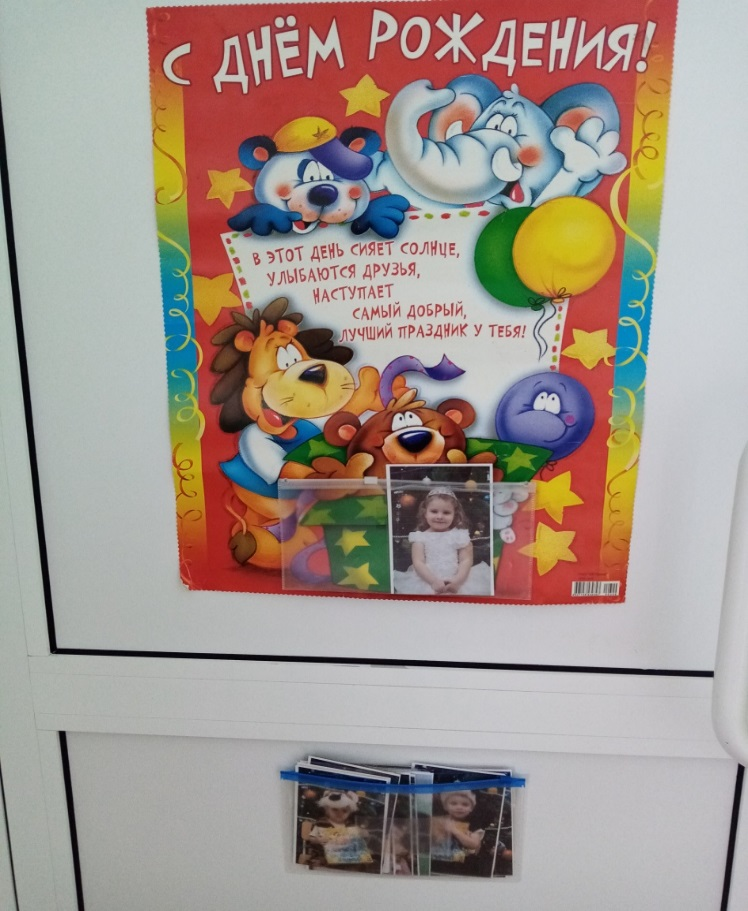 С ДНЁМ РОЖДЕНИЯ!
В ЭТОТ ДЕНЬ СИЯЕТ СОЛНЦЕ,
УЛЫБАЮТСЯ ДРУЗЬЯ,
НАСТУПАЕТ
САМЫЙ ДОБРЫЙ,
ЛУЧШИЙ ПРАЗДНИК У ТЕБЯ!